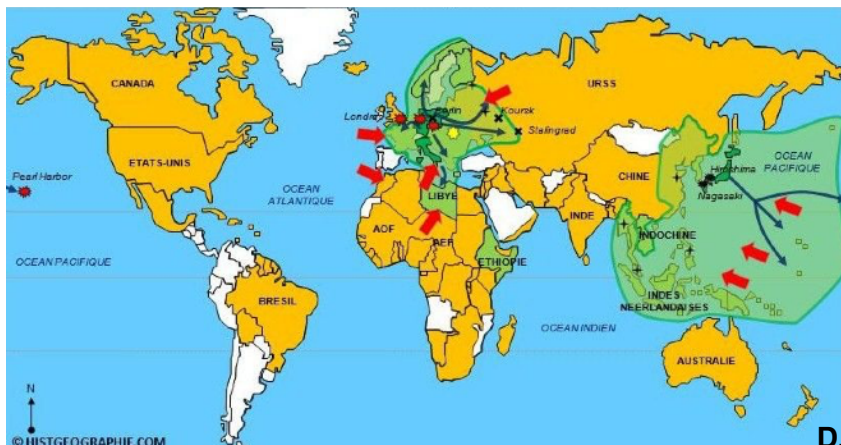 CANADA
URSS
Londres
Berlin
Koursk
Stalingrad
ETATS-UNIS
CHINE
OCEAN
PACIFIQUE
Hiroshima
Nagasaki
Pearl Harbor
OCEAN
ATLANTIQUE
LIBYE
INDE
AOF
AEF
INDOCHINE
ETHIOPIE
OCEAN PACIFIQUE
BRESIL
INDES
NEERLANDAISES
OCEAN INDIEN
AUSTRALIE
N
© HISTGEOGRAPHIE.COM
D.